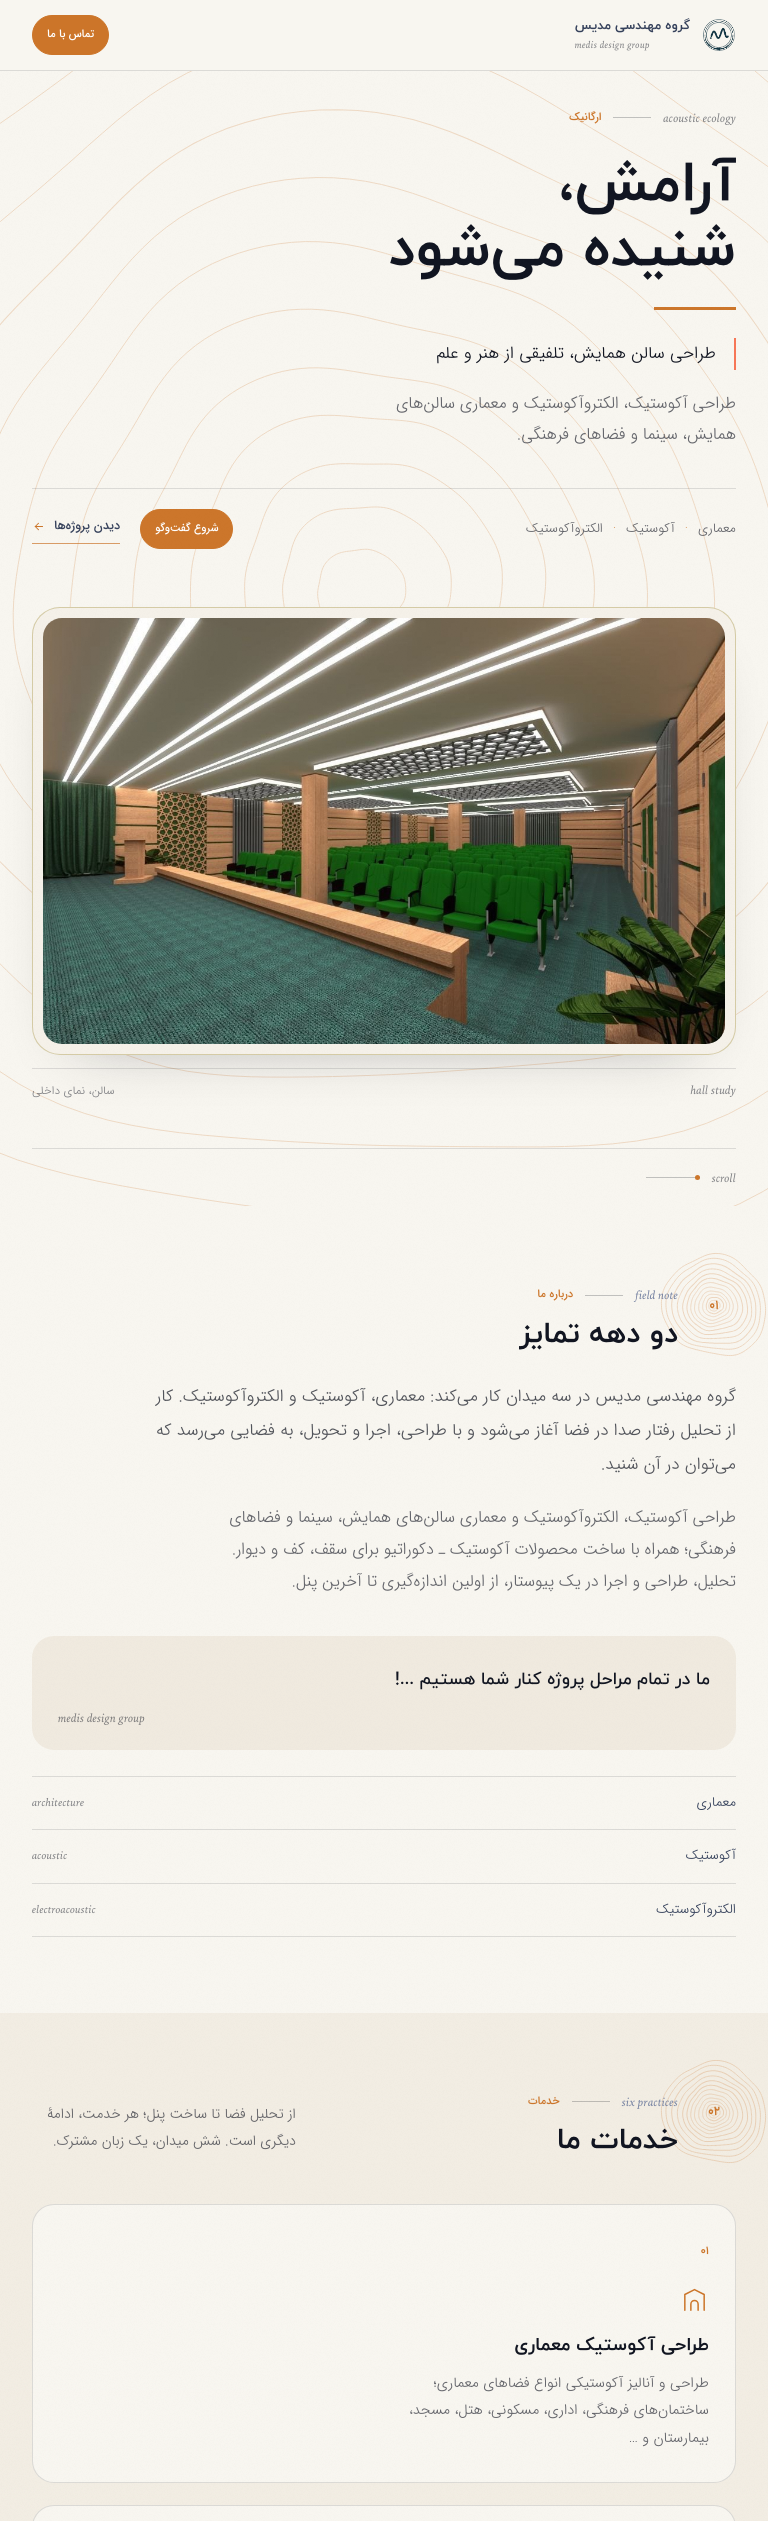 گروه مهندسی مدیس
medis design group
تماس با ما
acoustic ecology
ارگانیک
آرامش،
شنیده می‌شود
طراحی سالن همایش، تلفیقی از هنر و علم
طراحی آکوستیک، الکتروآکوستیک و معماری سالن‌های
همایش، سینما و فضاهای فرهنگی.
معماری · آکوستیک · الکتروآکوستیک
شروع گفت‌وگو
دیدن پروژه‌ها ←
hall study
سالن، نمای داخلی
scroll
۰۱
field note
درباره ما
دو دهه تمایز
گروه مهندسی مدیس در سه میدان کار می‌کند: معماری، آکوستیک و الکتروآکوستیک. کار
از تحلیل رفتار صدا در فضا آغاز می‌شود و با طراحی، اجرا و تحویل، به فضایی می‌رسد که
می‌توان در آن شنید.
طراحی آکوستیک، الکتروآکوستیک و معماری سالن‌های همایش، سینما و فضاهای
فرهنگی؛ همراه با ساخت محصولات آکوستیک ـ دکوراتیو برای سقف، کف و دیوار.
تحلیل، طراحی و اجرا در یک پیوستار، از اولین اندازه‌گیری تا آخرین پنل.
ما در تمام مراحل پروژه کنار شما هستیم ...!
medis design group
معماری
architecture
آکوستیک
acoustic
الکتروآکوستیک
electroacoustic
۰۲
six practices
خدمات
خدمات ما
از تحلیل فضا تا ساخت پنل؛ هر خدمت، ادامهٔ
دیگری است. شش میدان، یک زبان مشترک.
۰۱
طراحی آکوستیک معماری
طراحی و آنالیز آکوستیکی انواع فضاهای معماری؛
ساختمان‌های فرهنگی، اداری، مسکونی، هتل، مسجد،
بیمارستان و ...